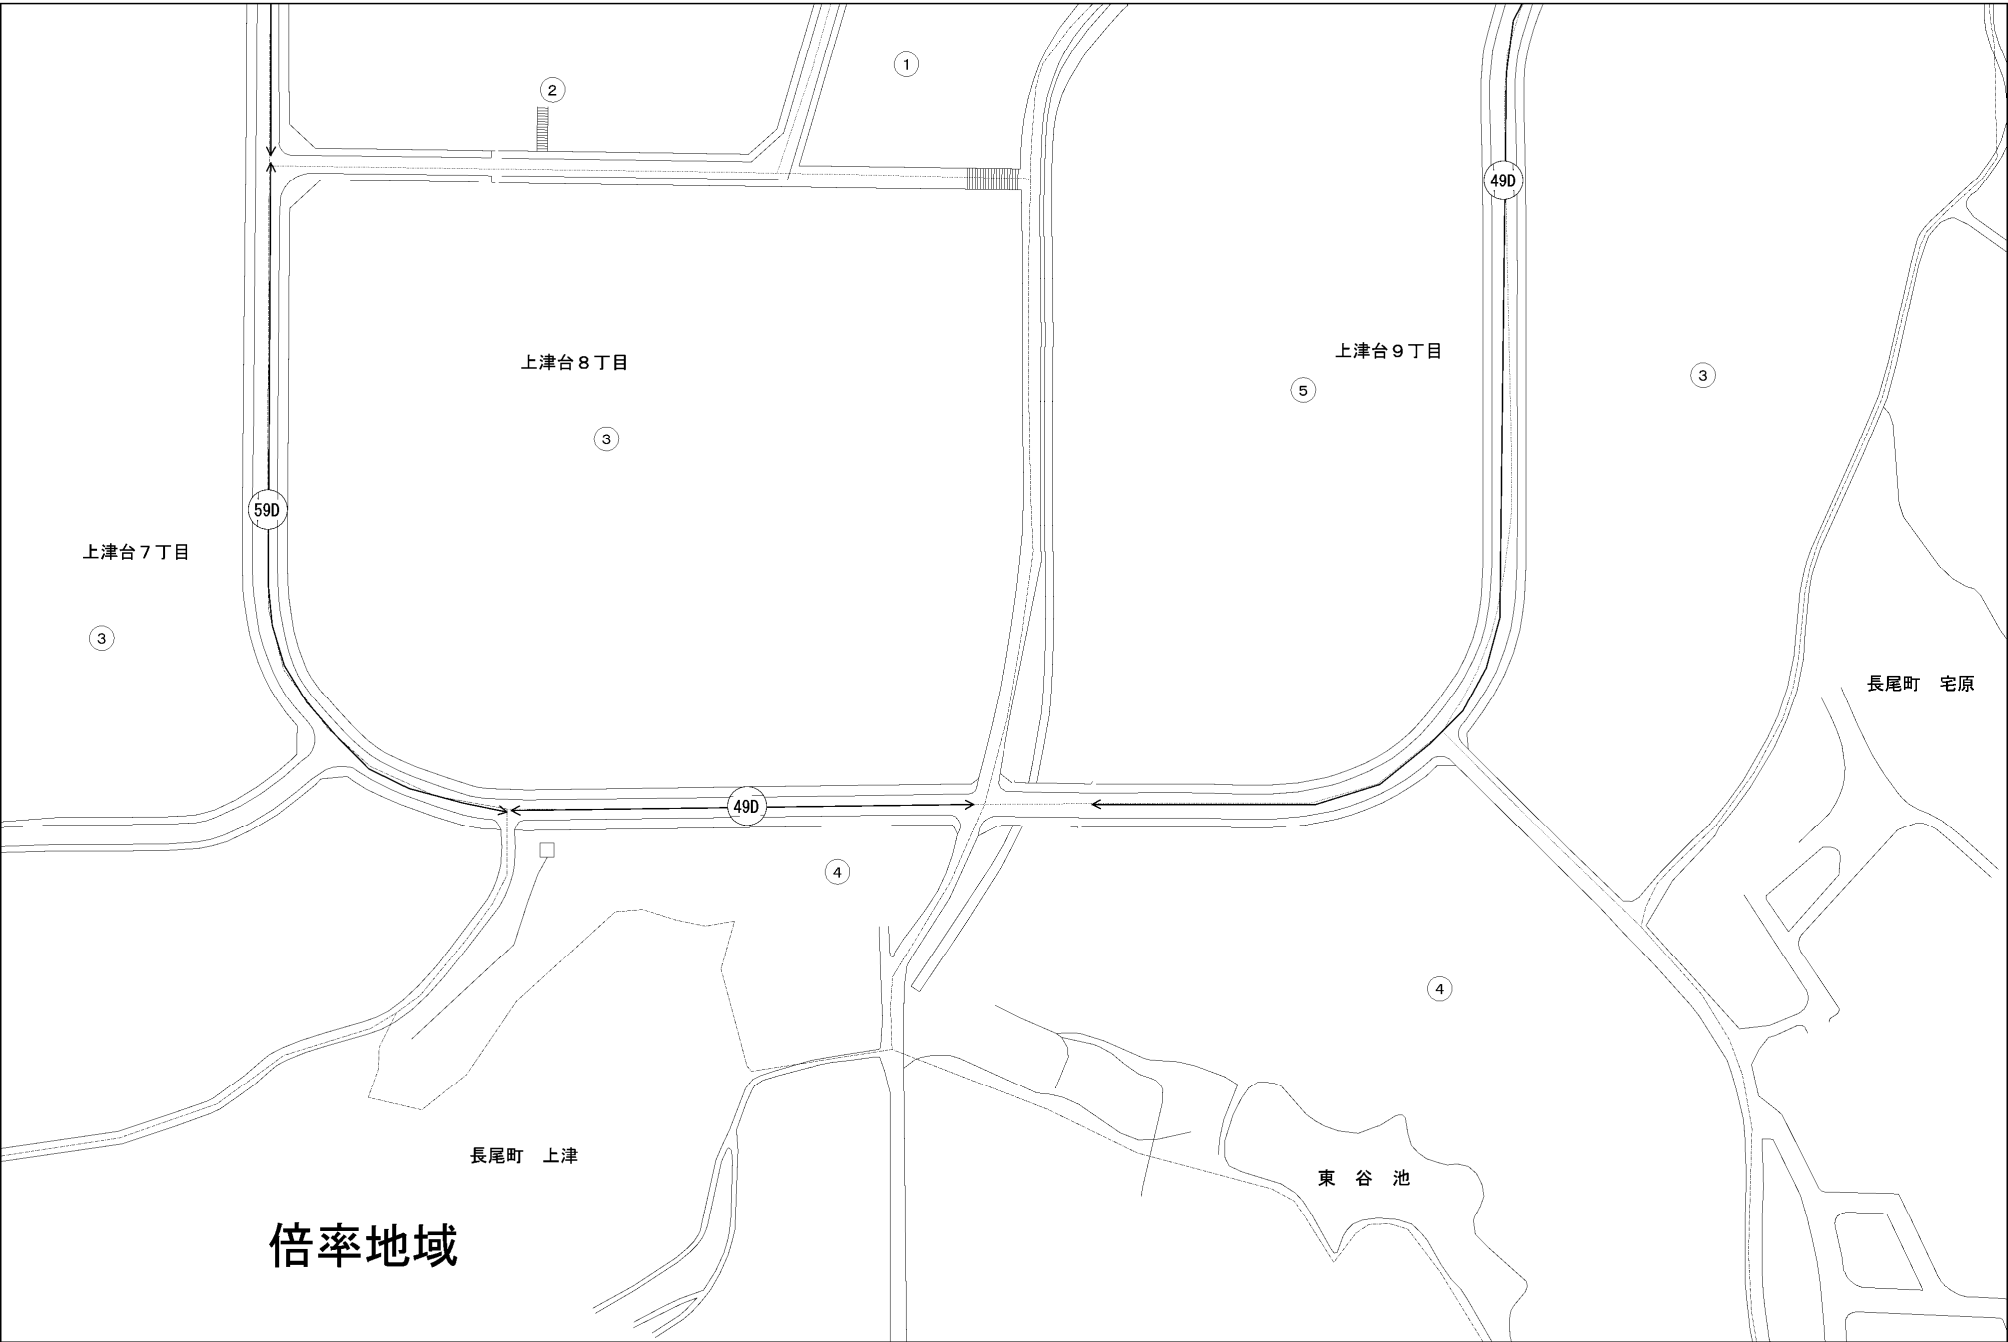 ①
②
49D
上津台８丁目
上津台９丁目
③
⑤
③
59D
上津台７丁目
③
長尾町　宅原
49D
④
④
長尾町　上津
東　谷　池
倍率地域